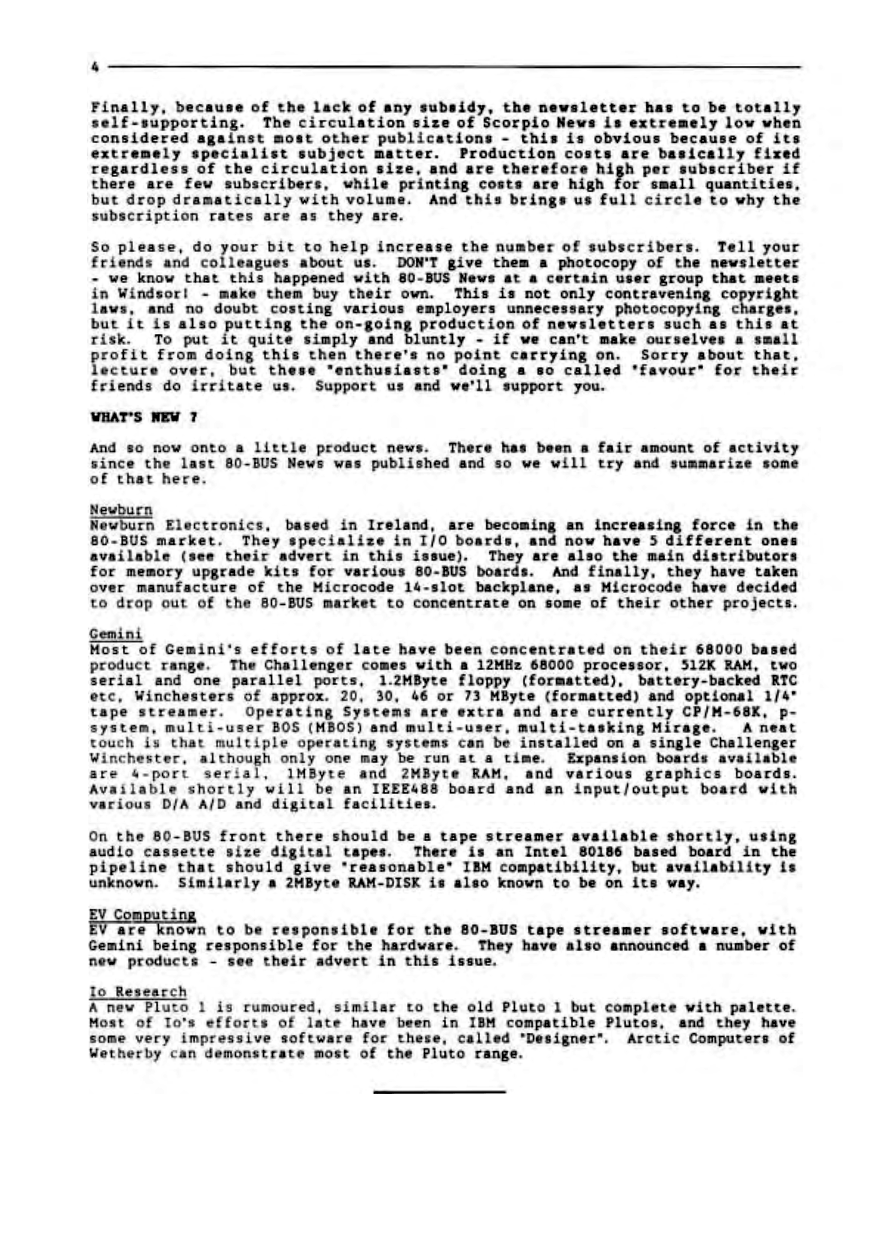 4
Finally, because of the lack of any subsidy, the newsletter has to be totally
self-supporting. The circulation size of Scorpio News is extremely low when
considered against most other publications - this is obvious because of its
extremely specialist subject matter. Production costs are basically fixed
regardless of the circulation size, and are therefore high per subscriber if
there are few subscribers, while printing costs are high for small quantities,
but drop dramatically with volume. And this brings us full circle to why the
subscription rates are as they are.
So please, do your bit to help increase the number of subscribers. Tell your
friends and colleagues about us. DON'T give them a photocopy of the newsletter
- we know that this happened with 80-BUS News at a certain user group that meets
in Windsor! - make them buy their own. This is not only contravening copyright
laws, and no doubt costing various employers unnecessary photocopying charges,
but it is also putting the on-going production of newsletters such as this at
risk. To put it quite simply and bluntly - if we can't make ourselves a small
profit from doing this then there's no point carrying on. Sorry about that,
lecture over, but these "enthusiasts" doing a so called "favour" for their
friends do irritate us. Support us and we'll support you.
WHAT'S NEW ?
And so now onto a little product news. There has been a fair amount of activity
since the last 80-BUS News was published and so we will try and summarize some
of that here.
Newburn
Newburn Electronics, based in Ireland, are becoming an increasing force in the
80-BUS market. They specialize in I/O boards, and now have 5 different ones
available (see their advert in this issue). They are also the main distributors
for memory upgrade kits for various 80-BUS boards. And finally, they have taken
over manufacture of the Microcode 14-slot backplane, as Microcode have decided
to drop out of the 80-BUS market to concentrate on some of their other projects.
Gemini
Most of Gemini's efforts of late have been concentrated on their 68000 based
product range. The Challenger comes with a 12MHz 68000 processor, 512K RAM, two
serial and one parallel ports, 1.2MByte floppy (formatted), battery-backed RTC
etc, Winchesters of approx. 20, 30, 46 or 73 MByte (formatted) and optional 1/4"
tape streamer. Operating Systems are extra and are currently CP/M-68K, p-
system, multi-user BOS (MBOS) and multi-user, multi-tasking Mirage. A neat
touch is that multiple operating systems can be installed on a single Challenger
Winchester, although only one may be run at a time. Expansion boards available
are 4-port serial, 1MByte and 2MByte RAM, and various graphics boards.
Available shortly will be an IEEE488 board and an input/output board with
various D/A A/D and digital facilities.
On the 80-BUS front there should be a tape streamer available shortly, using
audio cassette size digital tapes. There is an Intel 80186 based board in the
pipeline that should give "reasonable" IBM compatibility, but availability is
unknown. Similarly a 2MByte RAM-DISK is also known to be on its way.
EV Computing
EV are known to be responsible for the 80-BUS tape streamer software, with
Gemini being responsible for the hardware. They have also announced a number of
new products - see their advert in this issue.
Io Research
A new Pluto 1 is rumoured, similar to the old Pluto 1 but complete with palette.
Most of Io's efforts of late have been in IBM compatible Plutos, and they have
some very impressive software for these, called "Designer". Arctic Computers of
Wetherby can demonstrate most of the Pluto range.